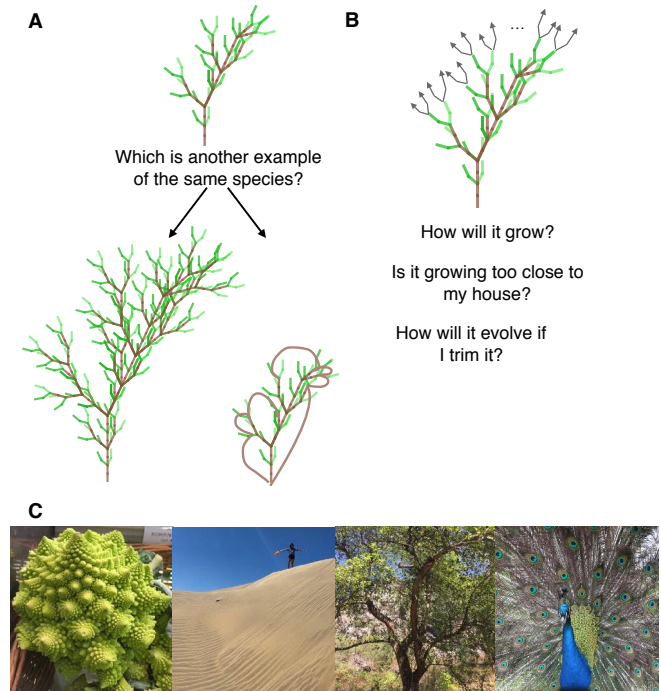 A
B
...
Which is another example
of the same species?
How will it grow?
Is it growing too close to
my house?
How will it evolve if
I trim it?
C